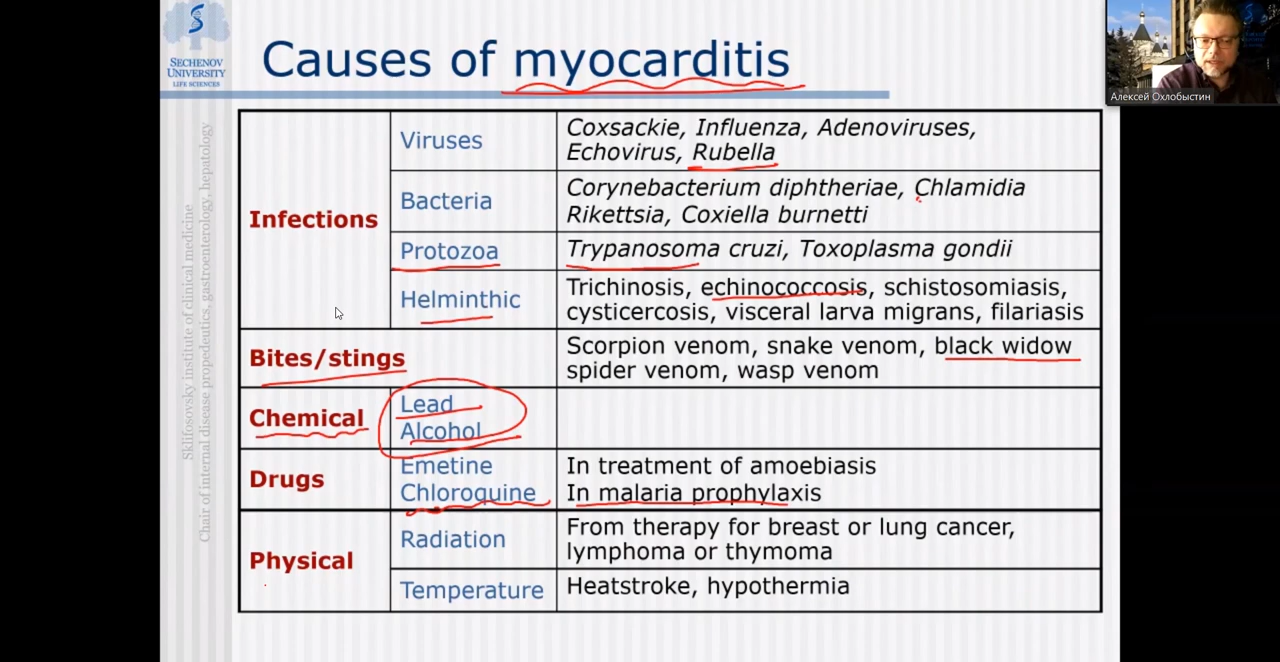 SECHENOV
UNIVERSITY
LIFE SCIENCES
Causes of myocarditis
Алексей Охлобыстин
Sklifosovsky institute of clinical medicine
Chair of internal disease propedeutics, gastroenterology, hepatology
Infections
Viruses
Coxsackie, Influenza, Adenoviruses,
Echovirus, Rubella
Bacteria
Corynebacterium diphtheriae, Chlamidia
Rikettsia, Coxiella burnetti
Protozoa
Trypanosoma cruzi, Toxoplasma gondii
Helminthic
Trichinosis, echinococcosis, schistosomiasis,
cysticercosis, visceral larva migrans, filariasis
Bites/stings
Scorpion venom, snake venom, black widow
spider venom, wasp venom
Chemical
Lead
Alcohol
Drugs
Emetine
In treatment of amoebiasis
Chloroquine
In malaria prophylaxis
Physical
Radiation
From therapy for breast or lung cancer,
lymphoma or thymoma
Temperature
Heatstroke, hypothermia